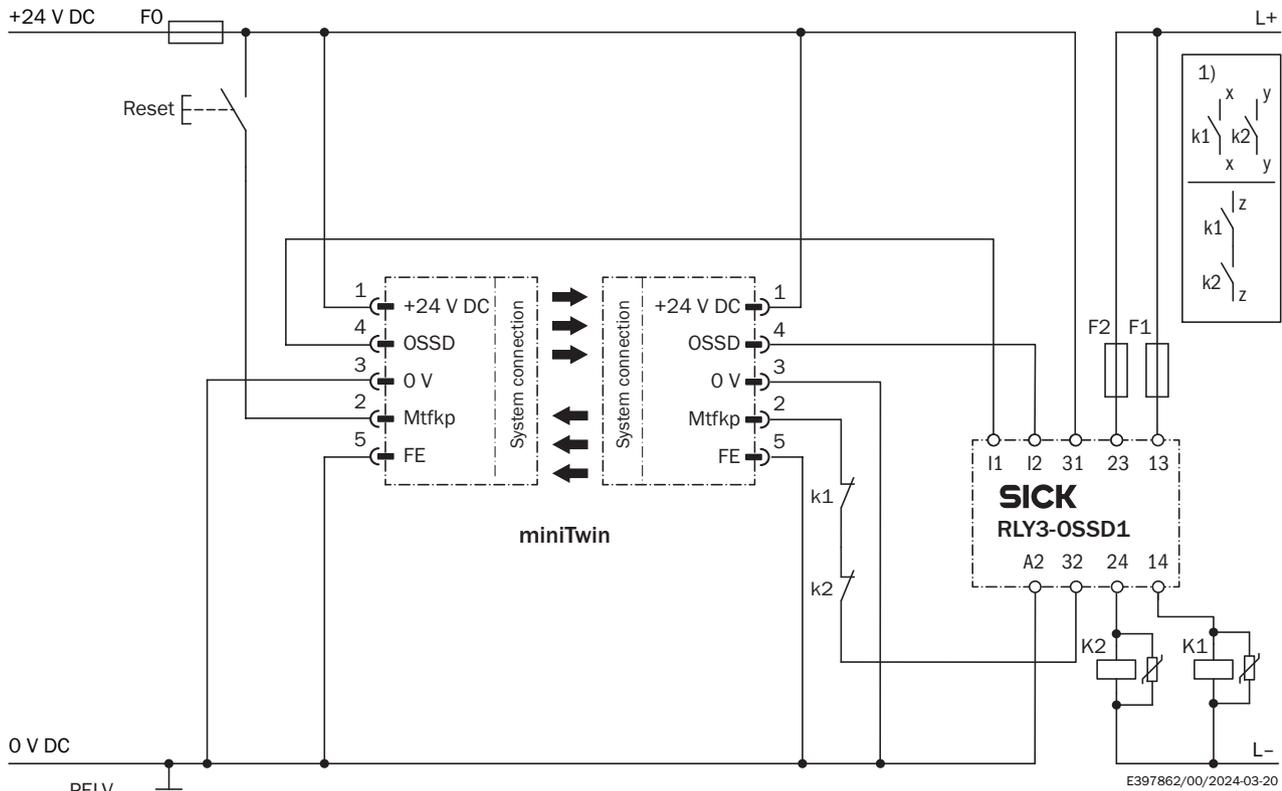 +24 V DC
F0
L+
Reset
1)
x
y
k1
k2
x
y
z
k1
k2
z
F2
F1
1
+24 V DC
4
OSSD
3
0 V
2
Mtfkp
5
FE
System connection
System connection
+24 V DC
1
OSSD
4
0 V
3
Mtfkp
2
FE
5
miniTwin
k1
k2
I1
I2
31
23
13
SICK
RLY3-OSSD1
A2
32
24
14
K2
K1
0 V DC
L–
PELV
E397862/00/2024-03-20